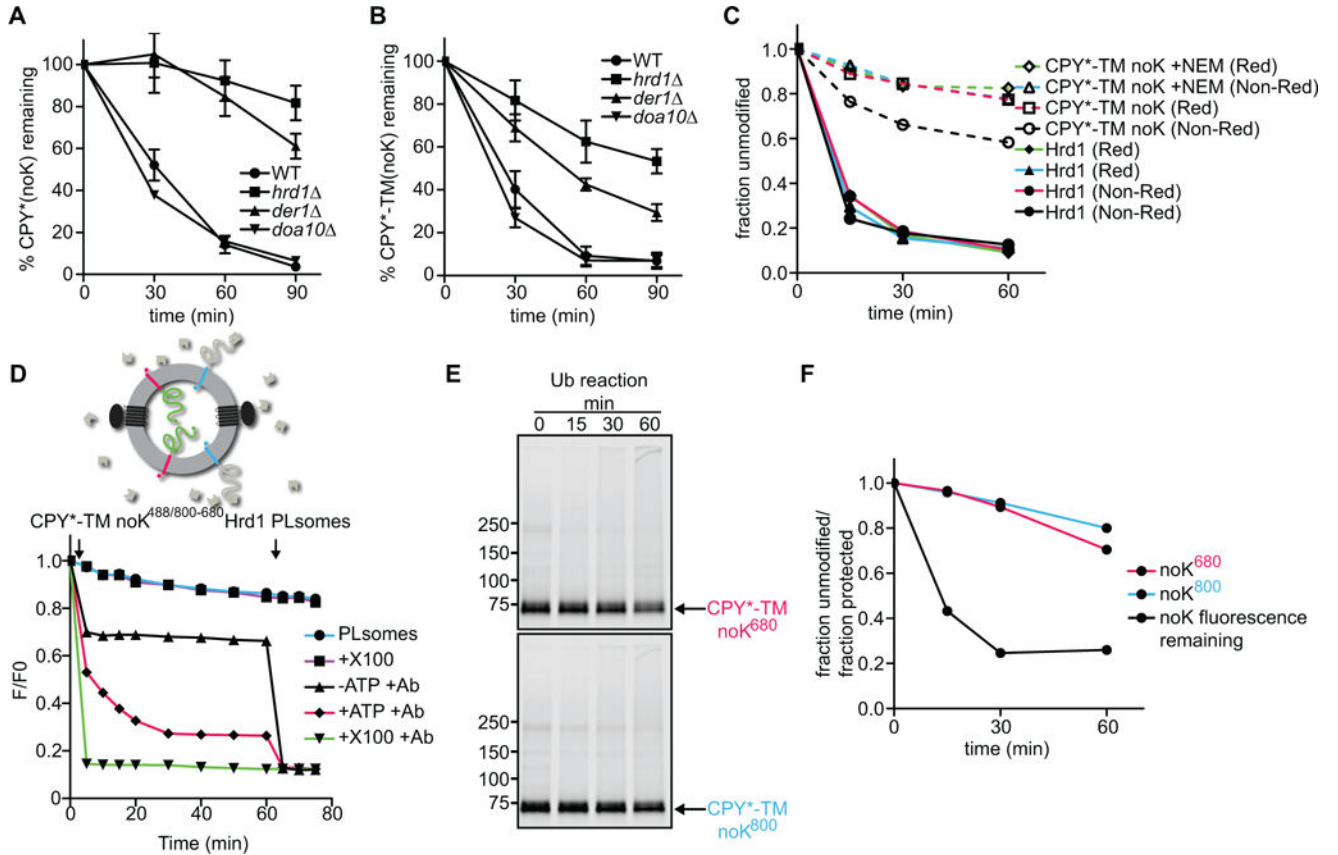 A
% CPY*(noK) remaining
100
80
60
40
20
0
WT
hrd1Δ
der1Δ
doa10Δ
0 30 60 90
time (min)
B
% CPY*-TM(noK) remaining
100
80
60
40
20
0
WT
hrd1Δ
der1Δ
doa10Δ
0 30 60 90
time (min)
C
fraction unmodified
1.0
0.8
0.6
0.4
0.2
0.0
0 30 60
time (min)
CPY*-TM noK +NEM (Red)
CPY*-TM noK +NEM (Non-Red)
CPY*-TM noK (Red)
CPY*-TM noK (Non-Red)
Hrd1 (Red)
Hrd1 (Red)
Hrd1 (Non-Red)
Hrd1 (Non-Red)
D
CPY*-TM noK488/800-680 Hrd1 PLsomes
F/F0
1.0
0.8
0.6
0.4
0.2
0
PLsomes
+X100
-ATP +Ab
+ATP +Ab
+X100 +Ab
0 20 40 60 80
Time (min)
E
Ub reaction
min
0 15 30 60
250
150
100
75
CPY*-TM
noK680
250
150
100
75
CPY*-TM
noK800
F
fraction unmodified/
fraction protected
1.0
0.8
0.6
0.4
0.2
0.0
0 30 60
time (min)
noK680
noK800
noK fluorescence
remaining